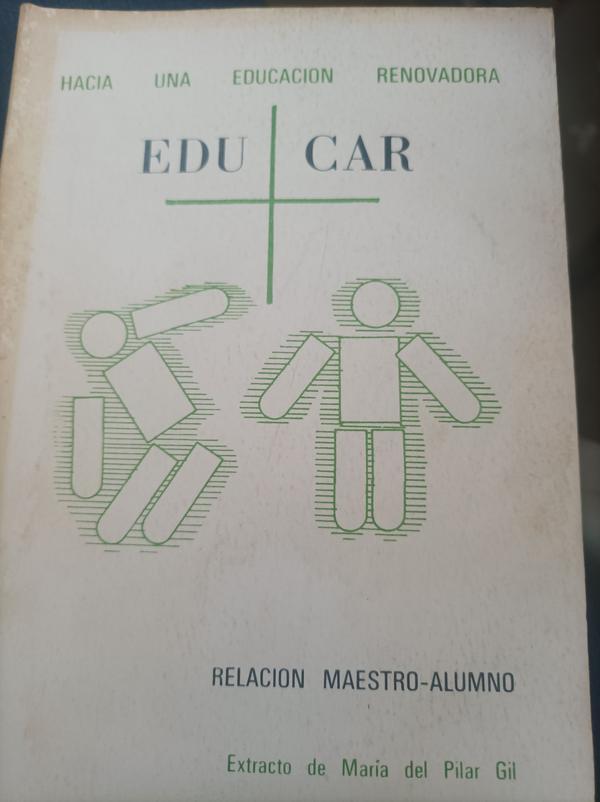 HACIA UNA EDUCACION RENOVADORA
EDU CAR
RELACION MAESTRO-ALUMNO
Extracto de María del Pilar Gil